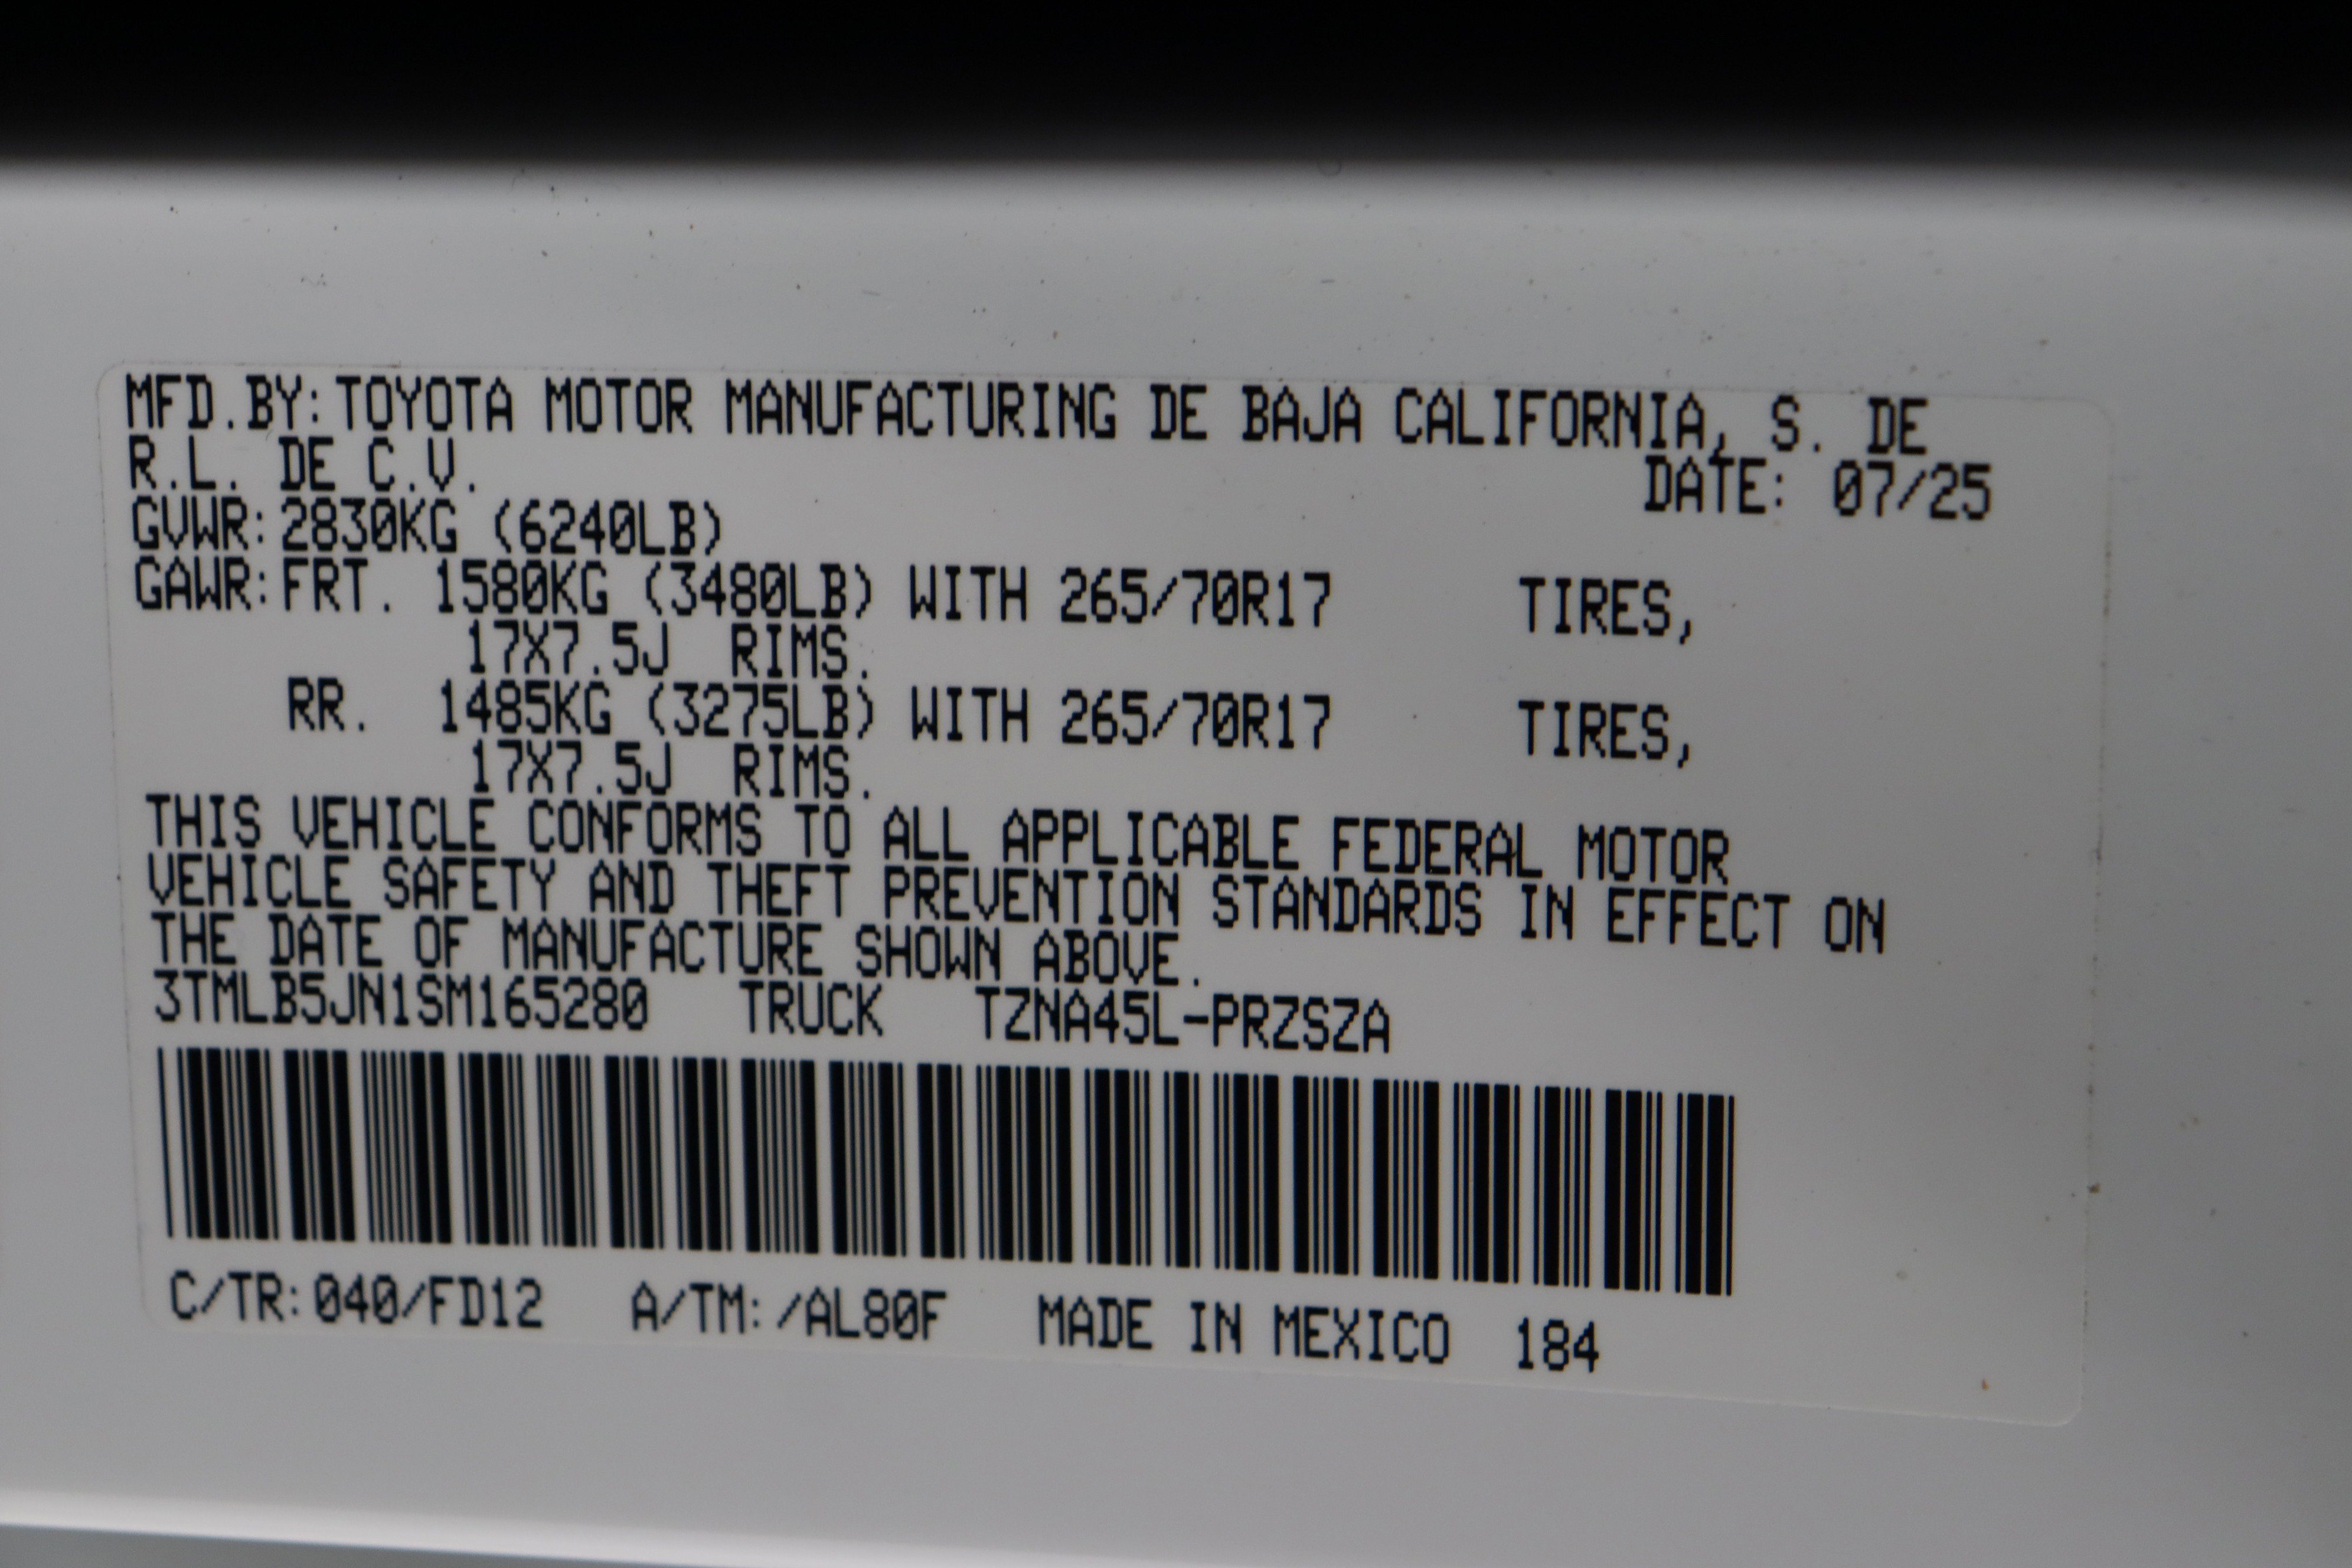 MFD.BY: TOYOTA MOTOR MANUFACTURING DE BAJA CALIFORNIA, S. DE
R.L. DE C.V. DATE: 07/25
GVWR: 2830KG (6240LB)
GAWR: FRT. 1580KG (3480LB) WITH 265/70R17 TIRES,
17X7.5J RIMS.
RR. 1485KG (3275LB) WITH 265/70R17 TIRES,
17X7.5J RIMS.
THIS VEHICLE CONFORMS TO ALL APPLICABLE FEDERAL MOTOR
VEHICLE SAFETY AND THEFT PREVENTION STANDARDS IN EFFECT ON
THE DATE OF MANUFACTURE SHOWN ABOVE.
3TMLB5JN1SM165280 TRUCK TZNA45L-PRZSZA
C/TR: 040/FD12 A/TM: /AL80F MADE IN MEXICO 184